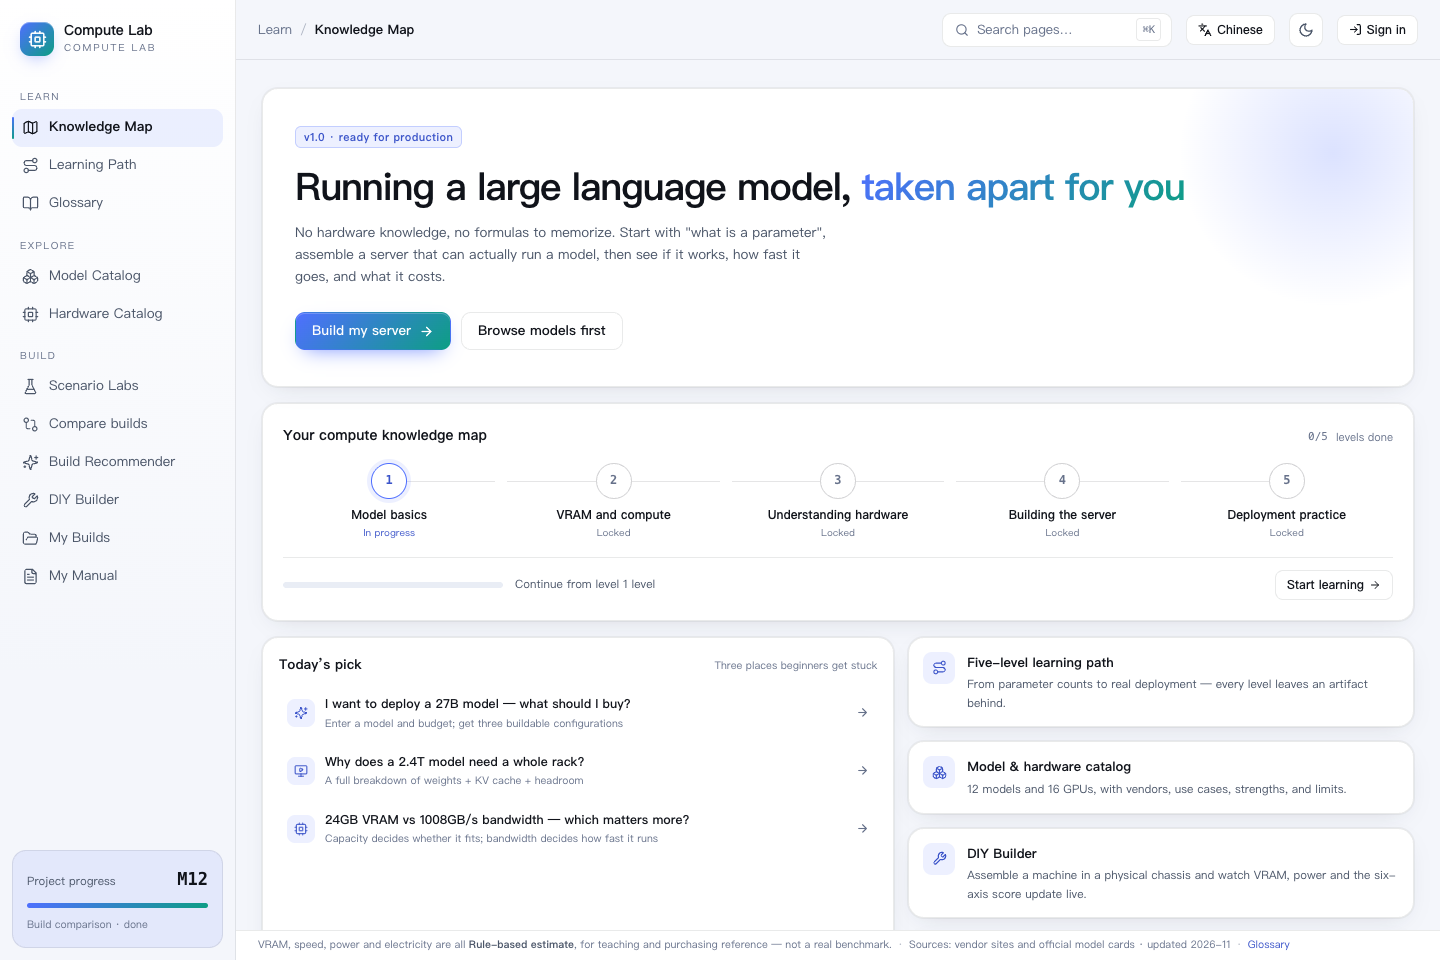 Compute Lab
COMPUTE LAB
LEARN
Knowledge Map
Learning Path
Glossary
EXPLORE
Model Catalog
Hardware Catalog
BUILD
Scenario Labs
Compare builds
Build Recommender
DIY Builder
My Builds
My Manual
Project progress M12
Build comparison · done
Learn / Knowledge Map
Search pages... ⌘K
Chinese
Sign in
v1.0 · ready for production
Running a large language model, taken apart for you
No hardware knowledge, no formulas to memorize. Start with "what is a parameter",
assemble a server that can actually run a model, then see if it works, how fast it
goes, and what it costs.
Build my server →
Browse models first
Your compute knowledge map
0/5 levels done
1 2 3 4 5
Model basics
In progress
VRAM and compute
Locked
Understanding hardware
Locked
Building the server
Locked
Deployment practice
Locked
Continue from level 1 level
Start learning →
Today's pick
Three places beginners get stuck
I want to deploy a 27B model — what should I buy?
Enter a model and budget; get three buildable configurations
Why does a 2.4T model need a whole rack?
A full breakdown of weights + KV cache + headroom
24GB VRAM vs 1008GB/s bandwidth — which matters more?
Capacity decides whether it fits; bandwidth decides how fast it runs
Five-level learning path
From parameter counts to real deployment — every level leaves an artifact
behind.
Model & hardware catalog
12 models and 16 GPUs, with vendors, use cases, strengths, and limits.
DIY Builder
Assemble a machine in a physical chassis and watch VRAM, power and the six-
axis score update live.
VRAM, speed, power and electricity are all Rule-based estimate, for teaching and purchasing reference — not a real benchmark. · Sources: vendor sites and official model cards · updated 2026-11 · Glossary